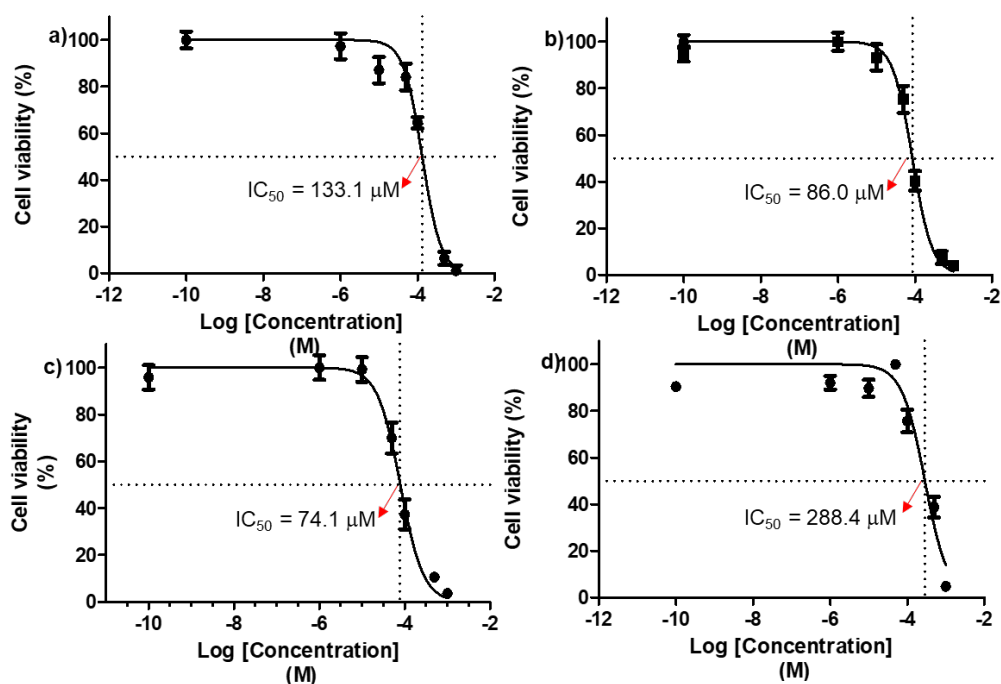 a)
100
80
60
40
20
0
Cell viability (%)
IC50 = 133.1 μM
-12 -10 -8 -6 -4 -2
Log [Concentration]
(M)
b)
100
80
60
40
20
0
Cell viability (%)
IC50 = 86.0 μM
-12 -10 -8 -6 -4 -2
Log [Concentration]
(M)
c)
100
80
60
40
20
0
Cell viability
(%)
IC50 = 74.1 μM
-10 -8 -6 -4 -2
Log [Concentration]
(M)
d)
100
80
60
40
20
0
Cell viability (%)
IC50 = 288.4 μM
-12 -10 -8 -6 -4 -2
Log [Concentration]
(M)